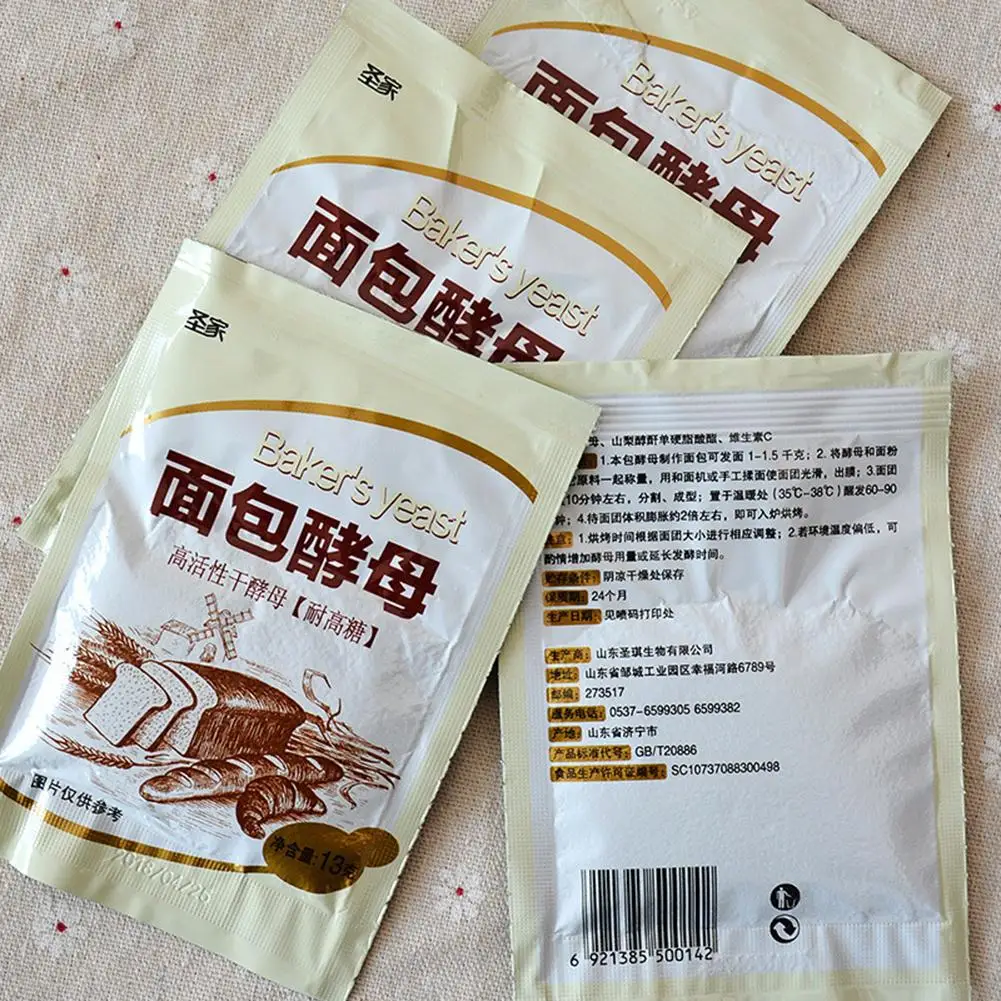 Baker's yeast
面包酵母
圣家
Baker's yeast
面包酵母
圣家
Baker's yeast
面包酵母
高活性干酵母【耐高糖】
图片仅供参考
净含量:13克
2018/04/25
母、山梨醇酐单硬脂酸酯、维生素C
1.本包酵母制作面包可发面 1-1.5 千克; 2. 将酵母和面粉
原料一起称量,用和面机或手工揉面使面团光滑,出膜; 3.面团
10分钟左右,分割、成型;置于温暖处(35℃-38℃)醒发60-90
钟; 4.待面团体积膨胀约2倍左右,即可入炉烘烤。
意: 1.烘烤时间根据面团大小进行相应调整; 2.若环境温度偏低,可
酌情增加酵母用量或延长发酵时间。
贮存条件: 阴凉干燥处保存
保质期: 24个月
生产日期: 见喷码打印处
生产商: 山东圣琪生物有限公司
地址: 山东省邹城工业园区幸福河路6789号
邮编: 273517
服务电话: 0537-6599305 6599382
产地: 山东省济宁市
产品标准代号: GB/T20886
食品生产许可证编号: SC10737088300498
6 921385 500142